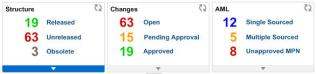 Structure
19 Released
63 Unreleased
3 Obsolete
Changes
63 Open
15 Pending Approval
19 Approved
AML
12 Single Sourced
5 Multiple Sourced
8 Unapproved MPN